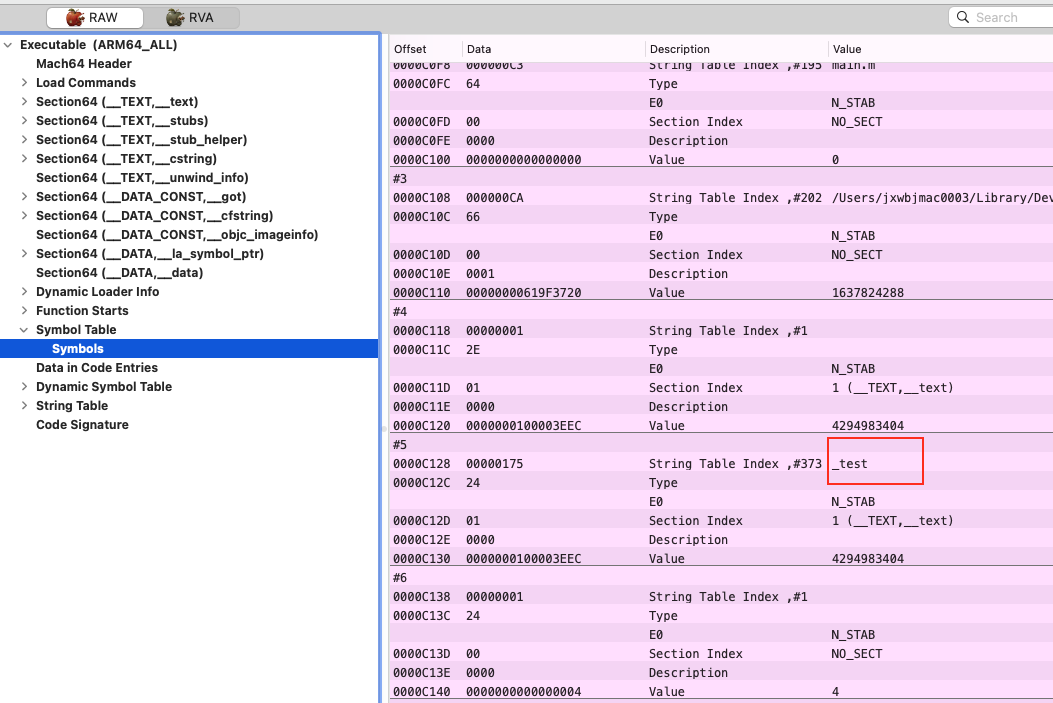 RAW RVA Search
Executable (ARM64_ALL)
Mach64 Header
Load Commands
Section64 (__TEXT,__text)
Section64 (__TEXT,__stubs)
Section64 (__TEXT,__stub_helper)
Section64 (__TEXT,__cstring)
Section64 (__TEXT,__unwind_info)
Section64 (__DATA_CONST,__got)
Section64 (__DATA_CONST,__cfstring)
Section64 (__DATA_CONST,__objc_imageinfo)
Section64 (__DATA,__la_symbol_ptr)
Section64 (__DATA,__data)
Dynamic Loader Info
Function Starts
Symbol Table
Symbols
Data in Code Entries
Dynamic Symbol Table
String Table
Code Signature
Offset Data Description Value
0000C0F8 000000C3 String Table Index ,#195 main.m
0000C0FC 64 Type
E0 N_STAB
0000C0FD 00 Section Index NO_SECT
0000C0FE 0000 Description
0000C100 0000000000000000 Value 0
#3
0000C108 000000CA String Table Index ,#202 /Users/jxwbjmac0003/Library/Dev
0000C10C 66 Type
E0 N_STAB
0000C10D 00 Section Index NO_SECT
0000C10E 0001 Description
0000C110 00000000619F3720 Value 1637824288
#4
0000C118 00000001 String Table Index ,#1
0000C11C 2E Type
E0 N_STAB
0000C11D 01 Section Index 1 (__TEXT,__text)
0000C11E 0000 Description
0000C120 0000000100003EEC Value 4294983404
#5
0000C128 00000175 String Table Index ,#373 _test
0000C12C 24 Type
E0 N_STAB
0000C12D 01 Section Index 1 (__TEXT,__text)
0000C12E 0000 Description
0000C130 0000000100003EEC Value 4294983404
#6
0000C138 00000001 String Table Index ,#1
0000C13C 24 Type
E0 N_STAB
0000C13D 00 Section Index NO_SECT
0000C13E 0000 Description
0000C140 0000000000000004 Value 4